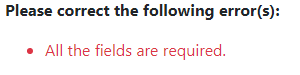 Please correct the following error(s):
All the fields are required.